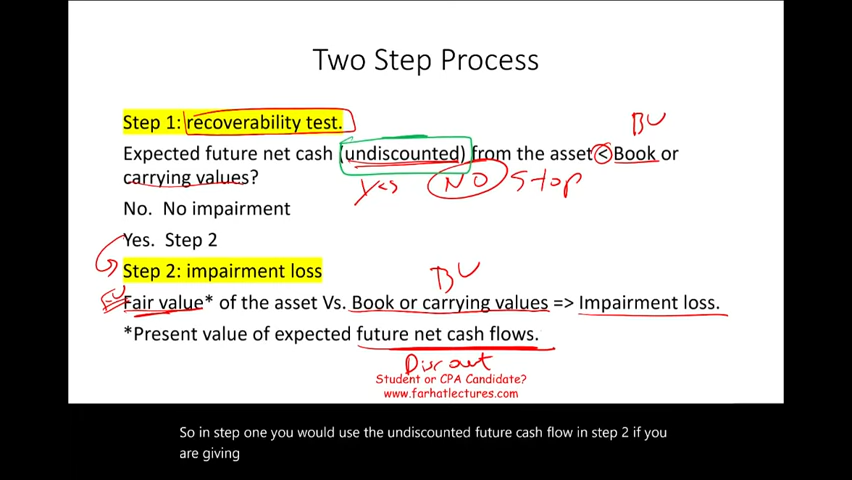 Two Step Process
BV
Step 1: recoverability test.
Expected future net cash (undiscounted) from the asset < Book or
carrying values?
Yes NO Stop
No. No impairment
Yes. Step 2
Step 2: impairment loss
BV
FV
Fair value* of the asset Vs. Book or carrying values => Impairment loss.
*Present value of expected future net cash flows.
Student or CPA Candidate?
www.farhatlectures.com
So in step one you would use the undiscounted future cash flow in step 2 if you
are giving